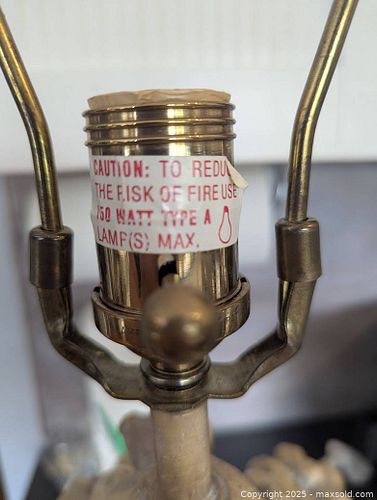 CAUTION: TO REDU
THE RISK OF FIRE USE
150 WATT TYPE A
LAMP(S) MAX.
Copyright © 2025 - maxsold.com